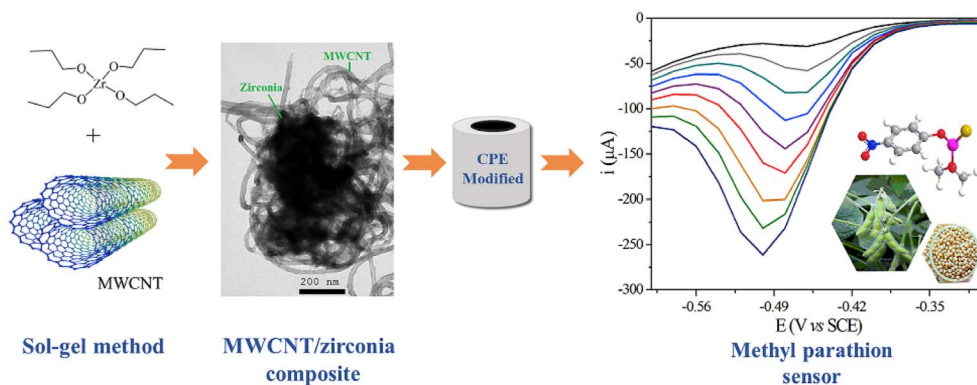 O
O
Zr
O
O
+
MWCNT
Sol-gel method
MWCNT
Zirconia
200 nm
MWCNT/zirconia
composite
CPE
Modified
0
-50
-100
-150
-200
-250
-300
i (µA)
-0.56
-0.49
-0.42
-0.35
E (V vs SCE)
Methyl parathion
sensor